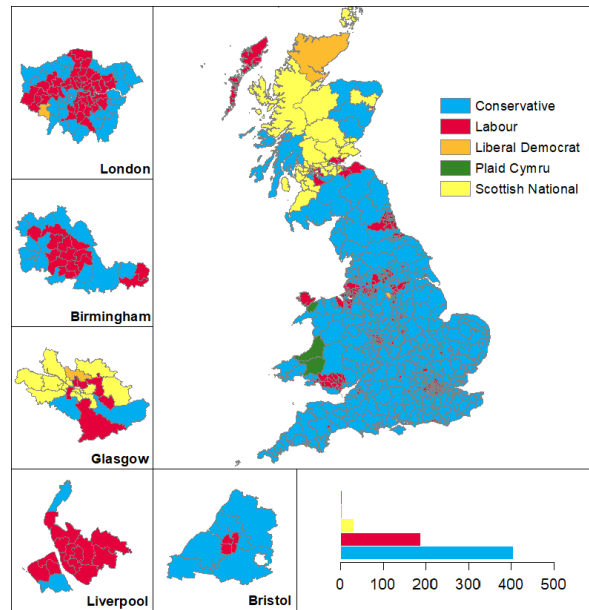 London
Birmingham
Glasgow
Liverpool
Bristol
Conservative
Labour
Liberal Democrat
Plaid Cymru
Scottish National
0 100 200 300 400 500